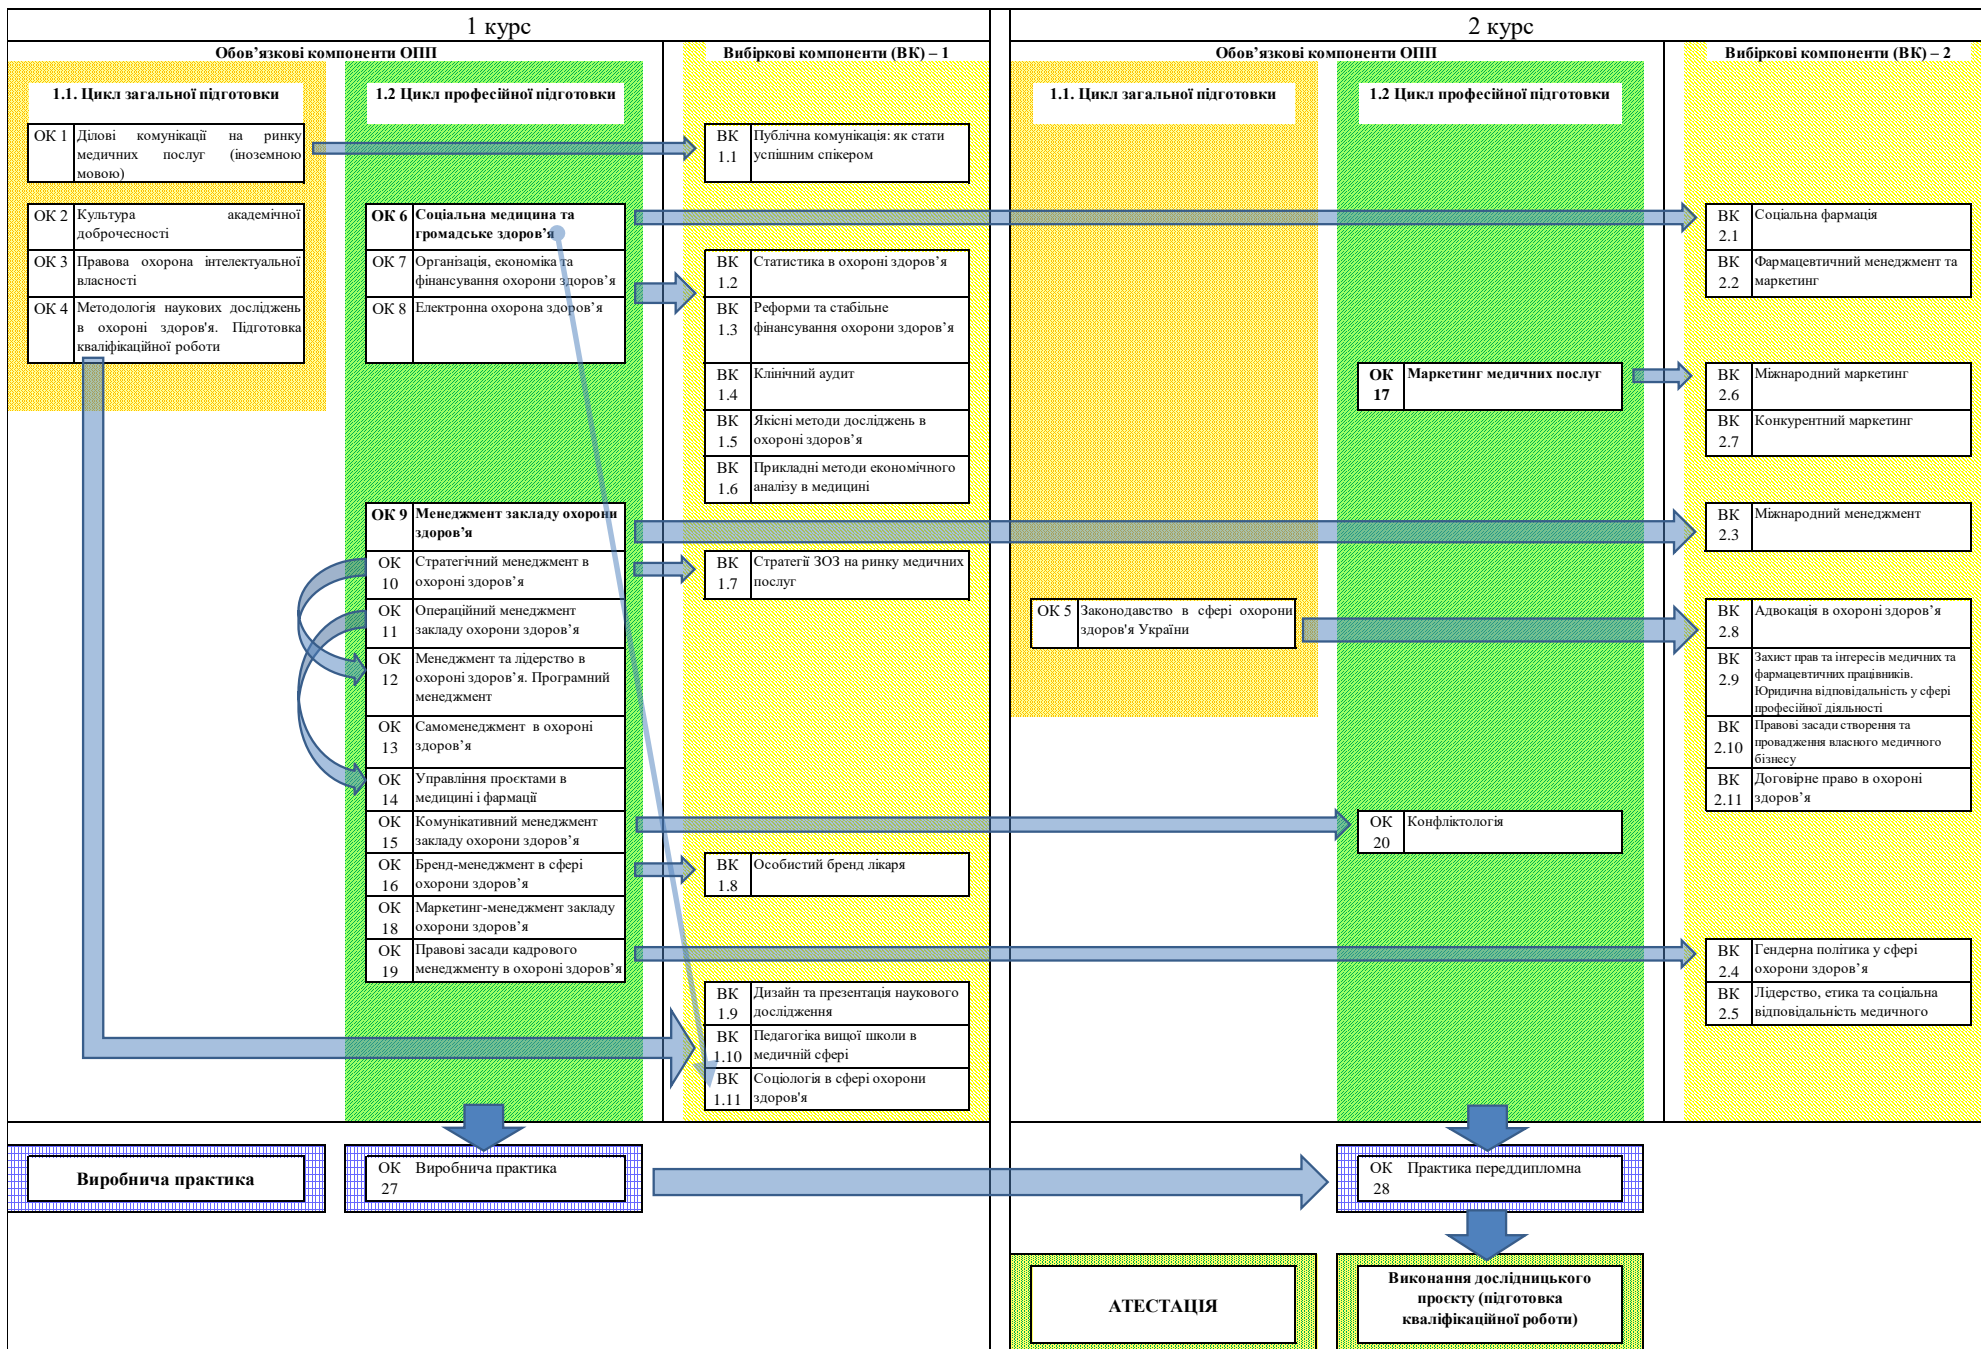 1 курс
Обов’язкові компоненти ОПП
Вибіркові компоненти (ВК) – 1
1.1. Цикл загальної підготовки
1.2 Цикл професійної підготовки
ОК 1
Ділові комунікації на ринку
медичних послуг (іноземною
мовою)
ВК
1.1
Публічна комунікація: як стати
успішним спікером
ОК 2
Культура академічної
доброчесності
ОК 3
Правова охорона інтелектуальної
власності
ОК 4
Методологія наукових досліджень
в охороні здоров'я. Підготовка
кваліфікаційної роботи
ОК 6
Соціальна медицина та
громадське здоров’я
ОК 7
Організація, економіка та
фінансування охорони здоров’я
ОК 8
Електронна охорона здоров’я
ВК
1.2
Статистика в охороні здоров’я
ВК
1.3
Реформи та стабільне
фінансування охорони здоров’я
ВК
1.4
Клінічний аудит
ВК
1.5
Якісні методи досліджень в
охороні здоров’я
ВК
1.6
Прикладні методи економічного
аналізу в медицині
ОК 9
Менеджмент закладу охорони
здоров’я
ОК
10
Стратегічний менеджмент в
охороні здоров’я
ОК
11
Операційний менеджмент
закладу охорони здоров’я
ОК
12
Менеджмент та лідерство в
охороні здоров’я. Програмний
менеджмент
ОК
13
Самоменеджмент в охороні
здоров’я
ОК
14
Управління проєктами в
медицині і фармації
ОК
15
Комунікативний менеджмент
закладу охорони здоров’я
ОК
16
Бренд-менеджмент в сфері
охорони здоров’я
ОК
18
Маркетинг-менеджмент закладу
охорони здоров’я
ОК
19
Правові засади кадрового
менеджменту в охороні здоров’я
ВК
1.7
Стратегії ЗОЗ на ринку медичних
послуг
ВК
1.8
Особистий бренд лікаря
ВК
1.9
Дизайн та презентація наукового
дослідження
ВК
1.10
Педагогіка вищої школи в
медичній сфері
ВК
1.11
Соціологія в сфері охорони
здоров'я
Виробнича практика
ОК
27
Виробнича практика
2 курс
Обов’язкові компоненти ОПП
Вибіркові компоненти (ВК) – 2
1.1. Цикл загальної підготовки
1.2 Цикл професійної підготовки
ВК
2.1
Соціальна фармація
ВК
2.2
Фармацевтичний менеджмент та
маркетинг
ОК
17
Маркетинг медичних послуг
ВК
2.6
Міжнародний маркетинг
ВК
2.7
Конкурентний маркетинг
ВК
2.3
Міжнародний менеджмент
ОК 5
Законодавство в сфері охорони
здоров'я України
ВК
2.8
Адвокація в охороні здоров’я
ВК
2.9
Захист прав та інтересів медичних та
фармацевтичних працівників.
Юридична відповідальність у сфері
професійної діяльності
ВК
2.10
Правові засади створення та
провадження власного медичного
бізнесу
ВК
2.11
Договірне право в охороні
здоров’я
ОК
20
Конфліктологія
ВК
2.4
Гендерна політика у сфері
охорони здоров’я
ВК
2.5
Лідерство, етика та соціальна
відповідальність медичного
ОК
28
Практика переддипломна
АТЕСТАЦІЯ
Виконання дослідницького
проєкту (підготовка
кваліфікаційної роботи)